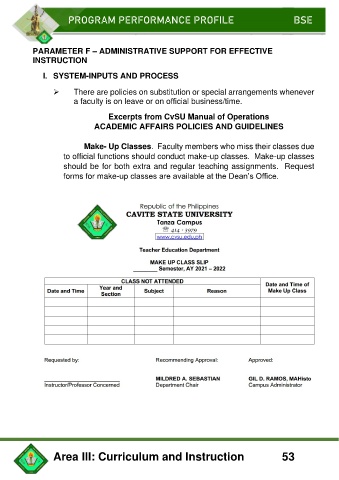 PROGRAM PERFORMANCE PROFILE BSE
PARAMETER F – ADMINISTRATIVE SUPPORT FOR EFFECTIVE
INSTRUCTION
I. SYSTEM-INPUTS AND PROCESS
➢ There are policies on substitution or special arrangements whenever
a faculty is on leave or on official business/time.
Excerpts from CvSU Manual of Operations
ACADEMIC AFFAIRS POLICIES AND GUIDELINES
Make- Up Classes. Faculty members who miss their classes due
to official functions should conduct make-up classes. Make-up classes
should be for both extra and regular teaching assignments. Request
forms for make-up classes are available at the Dean's Office.
Republic of the Philippines
CAVITE STATE UNIVERSITY
Tanza Campus
☏ 414 - 3979
www.cvsu.edu.ph
Teacher Education Department
MAKE UP CLASS SLIP
________ Semester, AY 2021 – 2022
CLASS NOT ATTENDED
Date and Time of
Make Up Class
Date and Time
Year and
Section
Subject
Reason
Requested by: Recommending Approval: Approved:
MILDRED A. SEBASTIAN GIL D. RAMOS, MAHisto
Instructor/Professor Concerned Department Chair Campus Administrator
Area III: Curriculum and Instruction 53